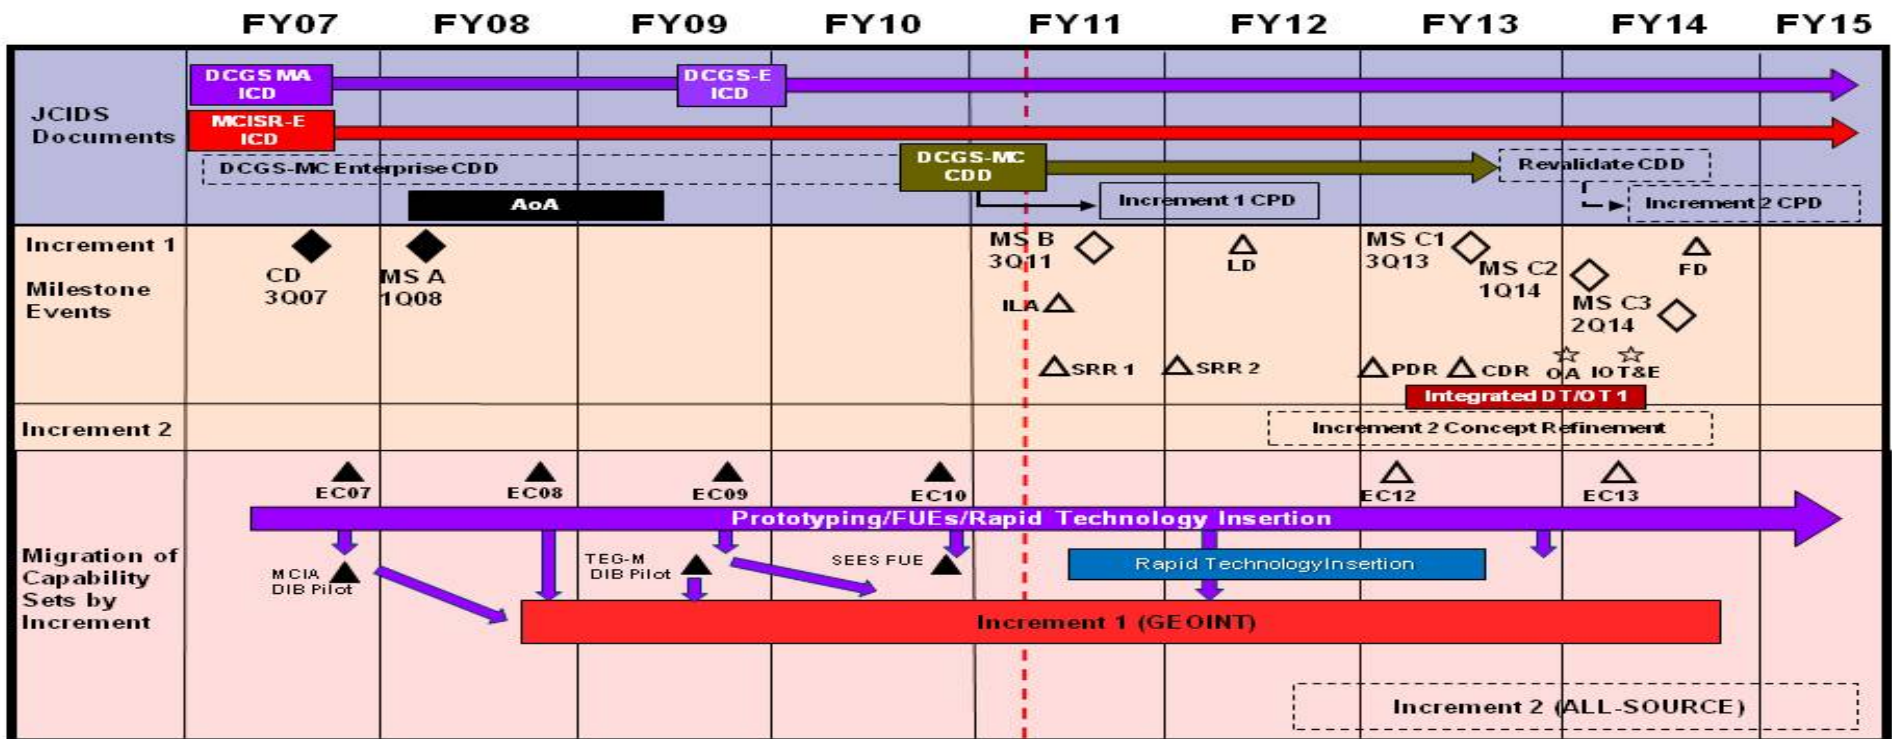 FY07 FY08 FY09 FY10 FY11 FY12 FY13 FY14 FY15
JCIDS
Documents
DCGS MA
ICD
DCGS-E
ICD
MCISR-E
ICD
DCGS-MC Enterprise CDD
DCGS-MC
CDD
Revalidate CDD
AoA
Increment 1 CPD
Increment 2 CPD
Increment 1
Milestone
Events
CD
3Q07
MS A
1Q08
MS B
3Q11
LD
MS C1
3Q13
MS C2
1Q14
FD
MS C3
2Q14
ILA
SRR 1
SRR 2
PDR
CDR
OA
IOT&E
Integrated DT/OT 1
Increment 2
Increment 2 Concept Refinement
EC07
EC08
EC09
EC10
EC12
EC13
Prototyping/FUEs/Rapid Technology Insertion
Migration of
Capability
Sets by
Increment
MCIA
DIB Pilot
TEG-M
DIB Pilot
SEES FUE
Rapid Technology Insertion
Increment 1 (GEOINT)
Increment 2 (ALL-SOURCE)